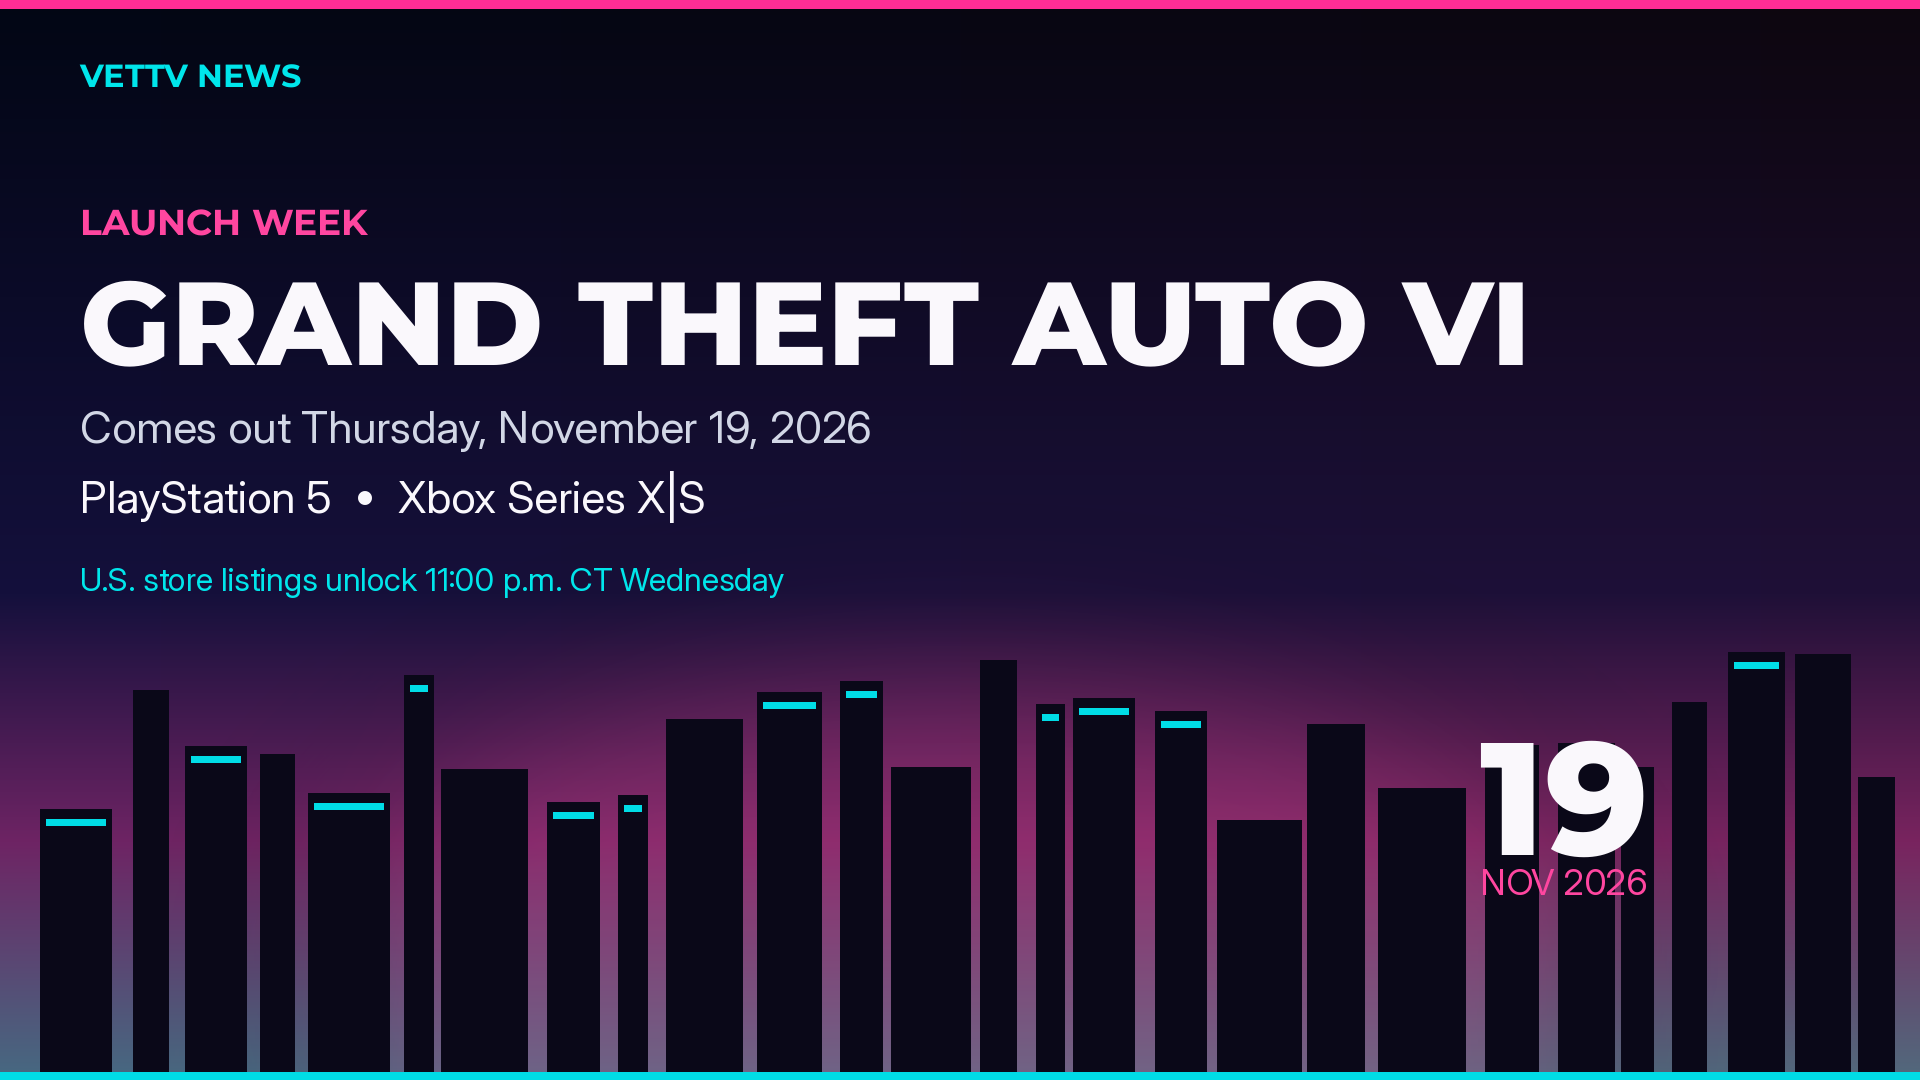 VETTV NEWS
LAUNCH WEEK
GRAND THEFT AUTO VI
Comes out Thursday, November 19, 2026
PlayStation 5 • Xbox Series X|S
U.S. store listings unlock 11:00 p.m. CT Wednesday
19
NOV 2026